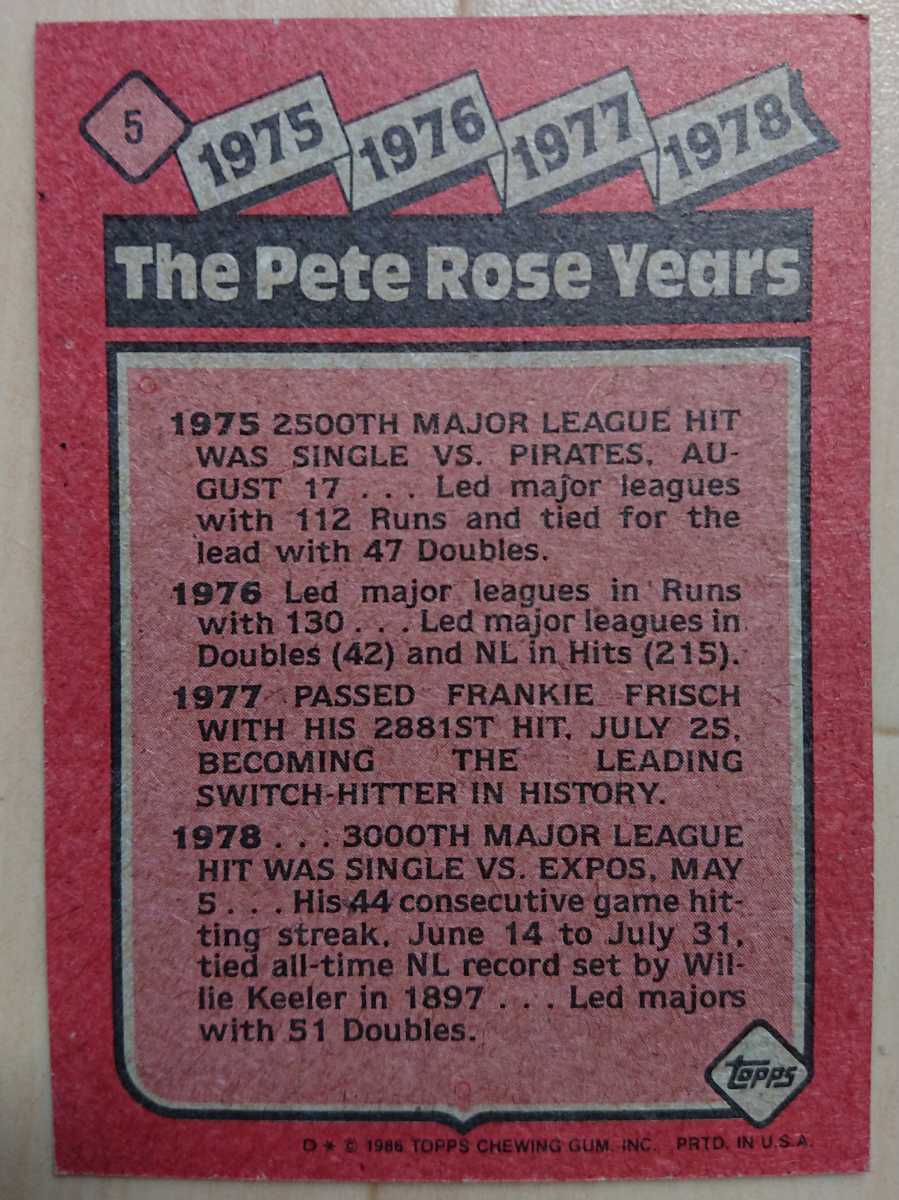 5
1975 1976 1977 1978
The Pete Rose Years
1975 2500TH MAJOR LEAGUE HIT
WAS SINGLE VS. PIRATES, AU-
GUST 17 . . . Led major leagues
with 112 Runs and tied for the
lead with 47 Doubles.
1976 Led major leagues in Runs
with 130 . . . Led major leagues in
Doubles (42) and NL in Hits (215).
1977 PASSED FRANKIE FRISCH
WITH HIS 2881ST HIT, JULY 25,
BECOMING THE LEADING
SWITCH-HITTER IN HISTORY.
1978 . . . 3000TH MAJOR LEAGUE
HIT WAS SINGLE VS. EXPOS, MAY
5 . . . His 44 consecutive game hit-
ting streak, June 14 to July 31,
tied all-time NL record set by Wil-
lie Keeler in 1897 . . . Led majors
with 51 Doubles.
topps
D * © 1986 TOPPS CHEWING GUM, INC. PRTD. IN U.S.A.